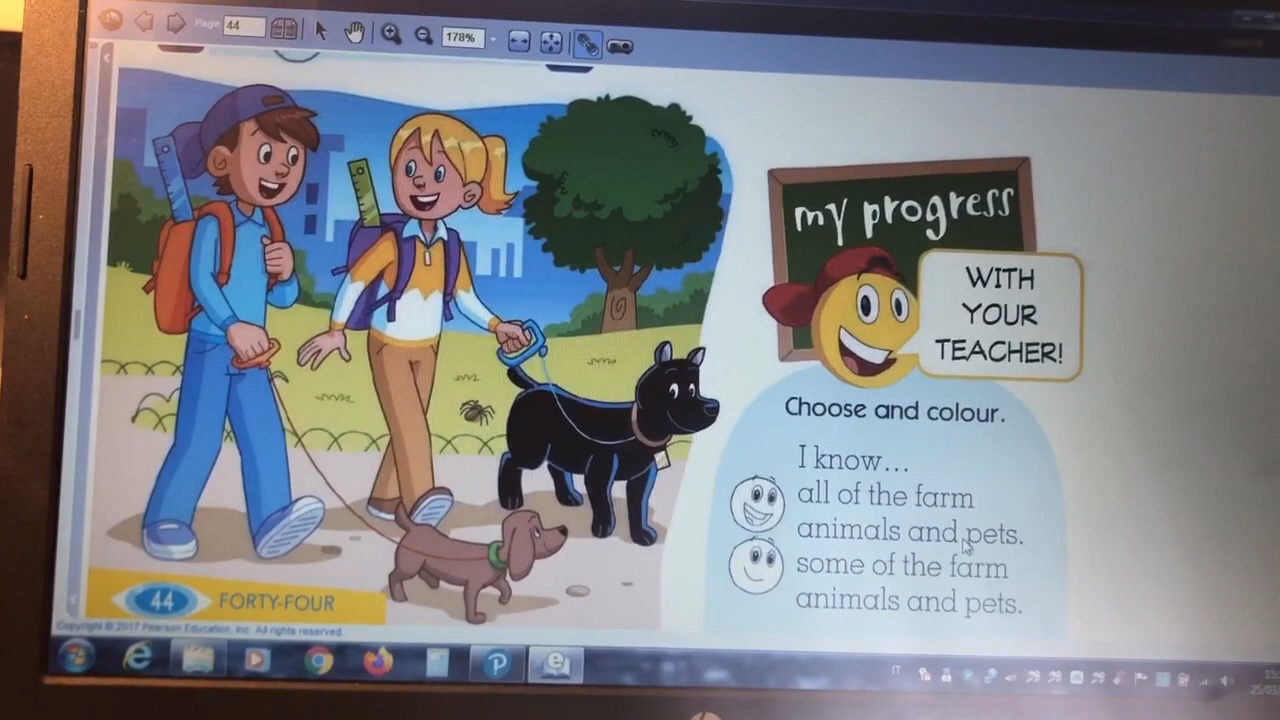 Page 44
178%
my progress
WITH
YOUR
TEACHER!
Choose and colour.
I know...
all of the farm
animals and pets.
some of the farm
animals and pets.
44 FORTY-FOUR
Copyright © 2017 Pearson Education, Inc. All rights reserved.
IT